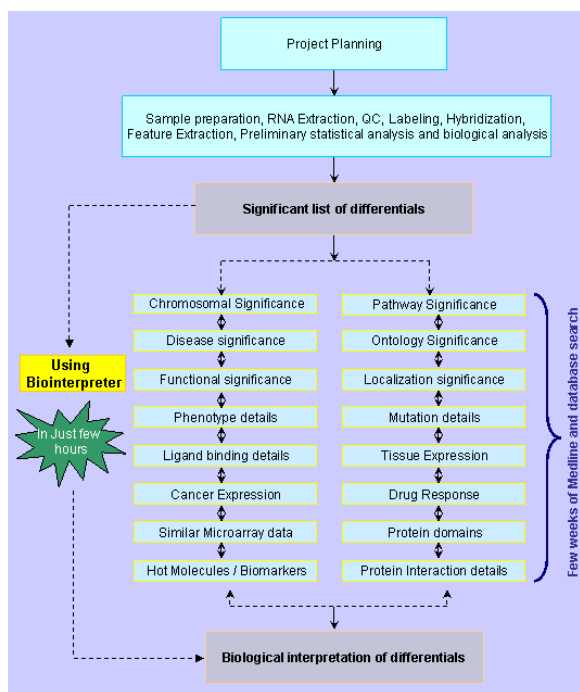 Project Planning
Sample preparation, RNA Extraction, QC, Labeling, Hybridization,
Feature Extraction, Preliminary statistical analysis and biological analysis
Significant list of differentials
Chromosomal Significance
Disease significance
Functional significance
Phenotype details
Ligand binding details
Cancer Expression
Similar Microarray data
Hot Molecules / Biomarkers
Pathway Significance
Ontology Significance
Localization significance
Mutation details
Tissue Expression
Drug Response
Protein domains
Protein Interaction details
Using
Biointerpreter
In Just few
hours
Few weeks of Medline and database search
Biological interpretation of differentials